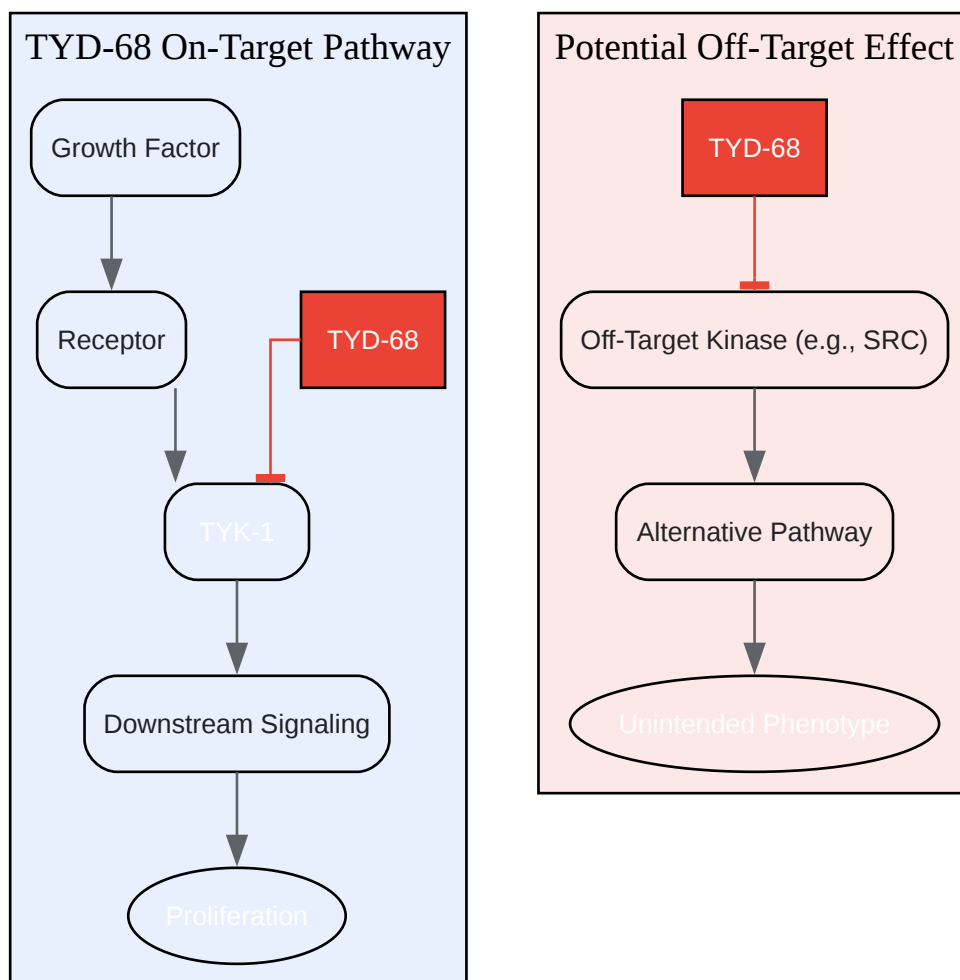 TYD-68 On-Target Pathway
Growth Factor
Receptor
TYD-68
TYK-1
Downstream Signaling
Proliferation
Potential Off-Target Effect
TYD-68
Off-Target Kinase (e.g., SRC)
Alternative Pathway
Unintended Phenotype